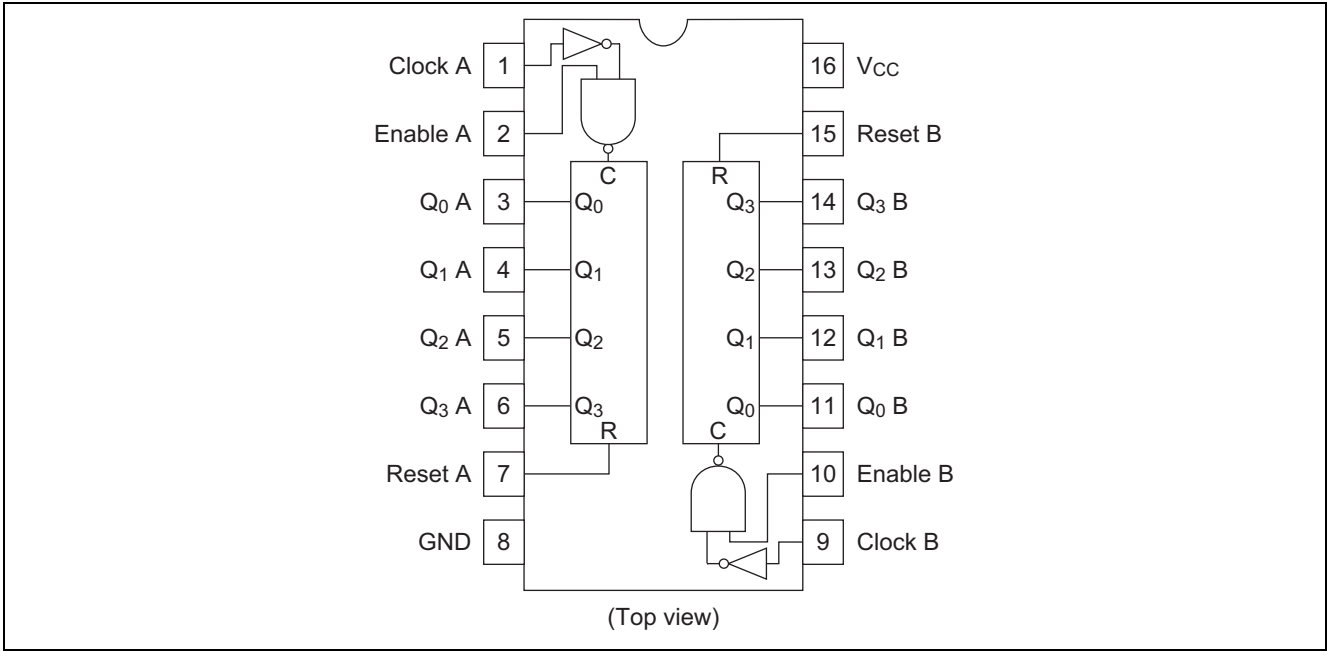 Clock A 1 16 VCC
Enable A 2 15 Reset B
C R
Q0 A 3 Q0 Q3 14 Q3 B
Q1 A 4 Q1 Q2 13 Q2 B
Q2 A 5 Q2 Q1 12 Q1 B
Q3 A 6 Q3 Q0 11 Q0 B
R C
Reset A 7 10 Enable B
GND 8 9 Clock B
(Top view)